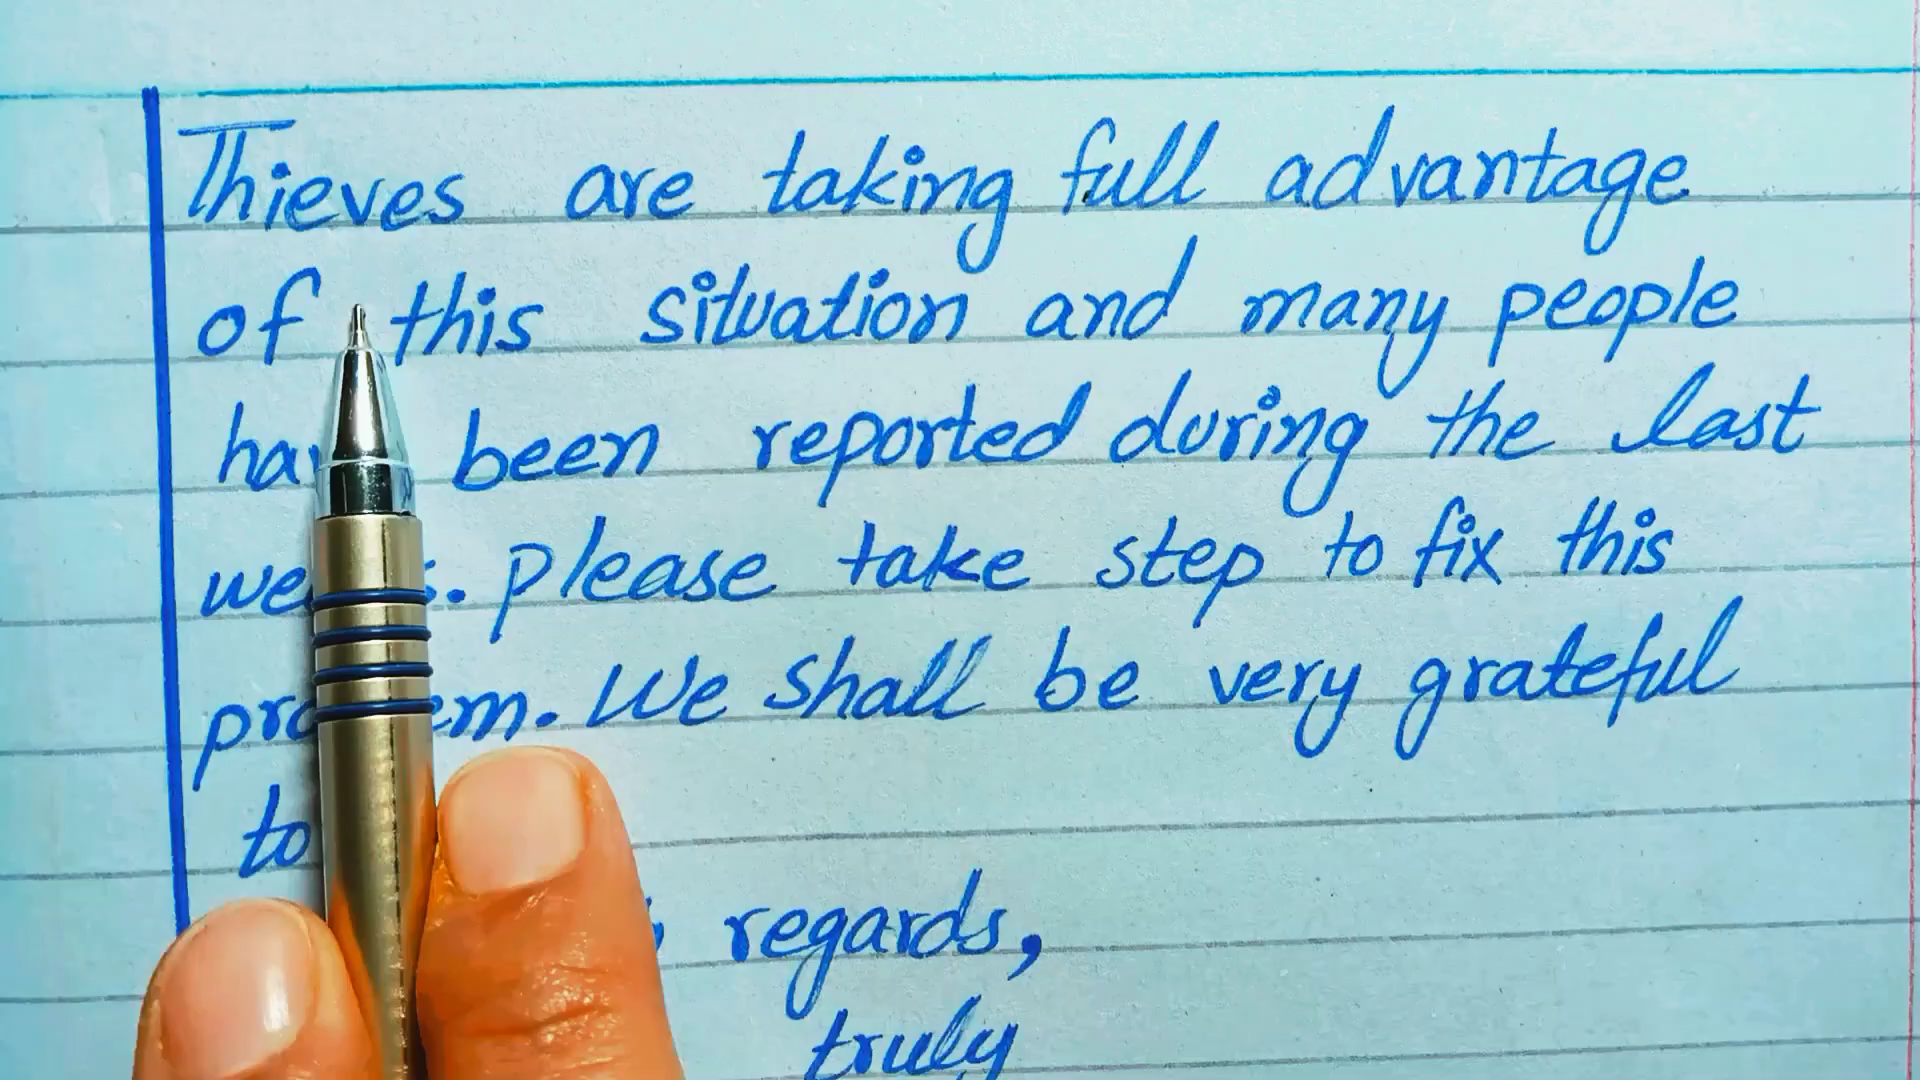 Thieves are taking full advantage
of this situation and many people
been reported during the last
please take step to fix this
We shall be very grateful
to
regards,
truly